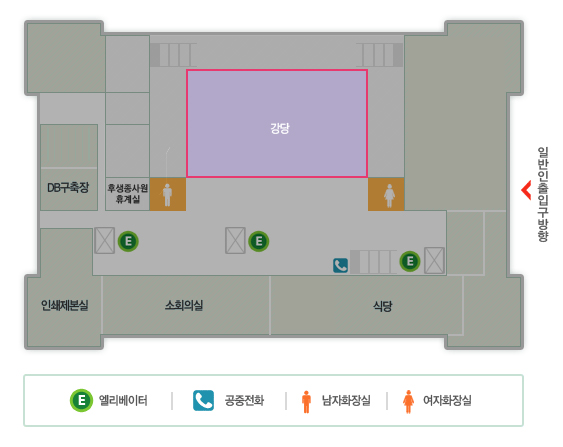 강당
DB구축장
후생종사원
휴게실
E
E
E
인쇄제본실
소회의실
식당
일반인출입구방향
E 엘리베이터
공중전화
남자화장실
여자화장실